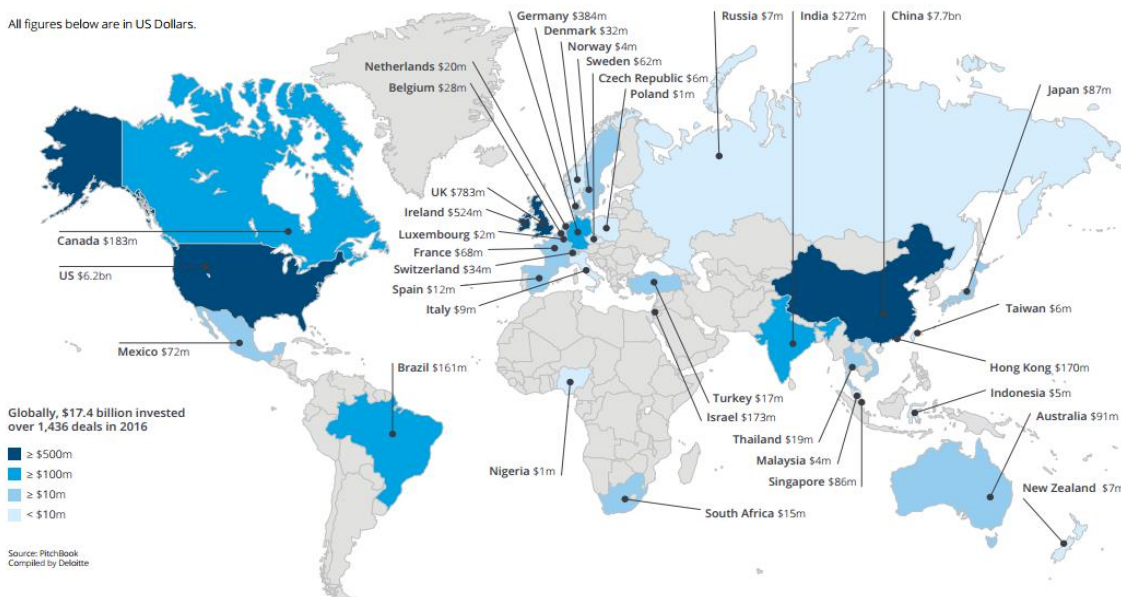 All figures below are in US Dollars.
Germany $384m
Denmark $32m
Norway $4m
Sweden $62m
Netherlands $20m
Czech Republic $6m
Belgium $28m
Poland $1m
Russia $7m
India $272m
China $7.7bn
Japan $87m
UK $783m
Ireland $524m
Luxembourg $2m
France $68m
Switzerland $34m
Spain $12m
Italy $9m
Canada $183m
US $6.2bn
Mexico $72m
Brazil $161m
Taiwan $6m
Hong Kong $170m
Indonesia $5m
Australia $91m
Turkey $17m
Israel $173m
Thailand $19m
Malaysia $4m
Singapore $86m
Nigeria $1m
South Africa $15m
New Zealand $7m
Globally, $17.4 billion invested
over 1,436 deals in 2016
≥ $500m
≥ $100m
≥ $10m
< $10m
Source: PitchBook
Compiled by Deloitte